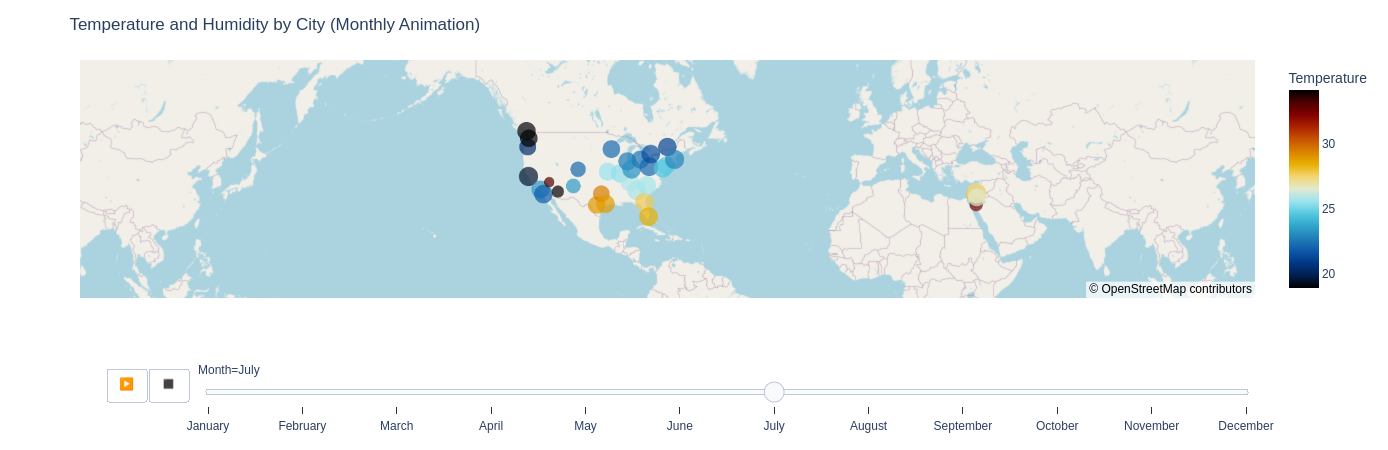 Temperature and Humidity by City (Monthly Animation)
Temperature
30
25
20
© OpenStreetMap contributors
Month=July
January February March April May June July August September October November December